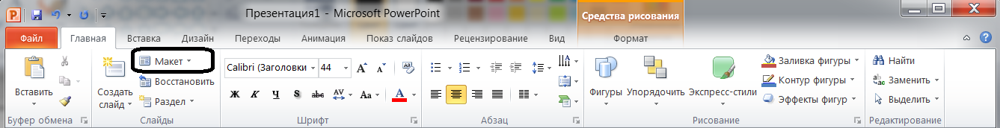 Презентация1 - Microsoft PowerPoint
Средства рисования
Файл Главная Вставка Дизайн Переходы Анимация Показ слайдов Рецензирование Вид Формат
Вставить
Буфер обмена
Создать слайд
Макет
Восстановить
Раздел
Слайды
Calibri (Заголовки 44
Ж К Ч S abc AV Aa А
Шрифт
Абзац
Фигуры
Упорядочить
Экспресс-стили
Заливка фигуры
Контур фигуры
Эффекты фигур
Рисование
Найти
Заменить
Выделить
Редактирование